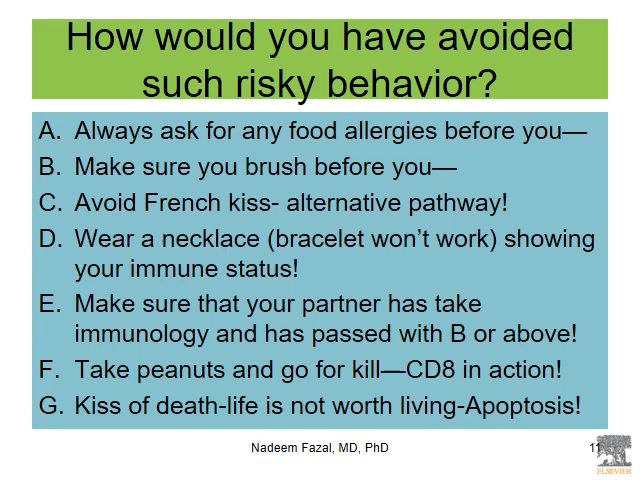 How would you have avoided
such risky behavior?
A. Always ask for any food allergies before you—
B. Make sure you brush before you—
C. Avoid French kiss- alternative pathway!
D. Wear a necklace (bracelet won’t work) showing
your immune status!
E. Make sure that your partner has take
immunology and has passed with B or above!
F. Take peanuts and go for kill—CD8 in action!
G. Kiss of death-life is not worth living-Apoptosis!
Nadeem Fazal, MD, PhD
11
ELSEVIER